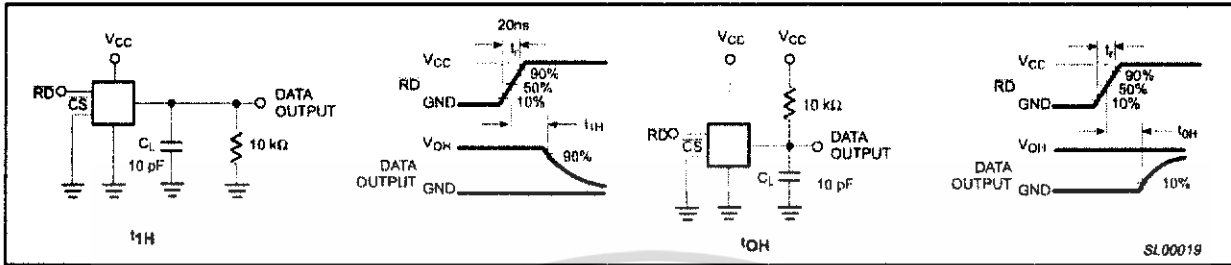 VCC
RD
CS
DATA
OUTPUT
CL
10 pF
10 kΩ
t1H
20ns
tr
VCC
RD
GND
90%
50%
10%
t1H
VOH
DATA
OUTPUT
GND
90%
VCC
VCC
10 kΩ
RD
CS
DATA
OUTPUT
CL
10 pF
tOH
tr
VCC
RD
GND
90%
50%
10%
t0H
VOH
DATA
OUTPUT
GND
10%
SL00019